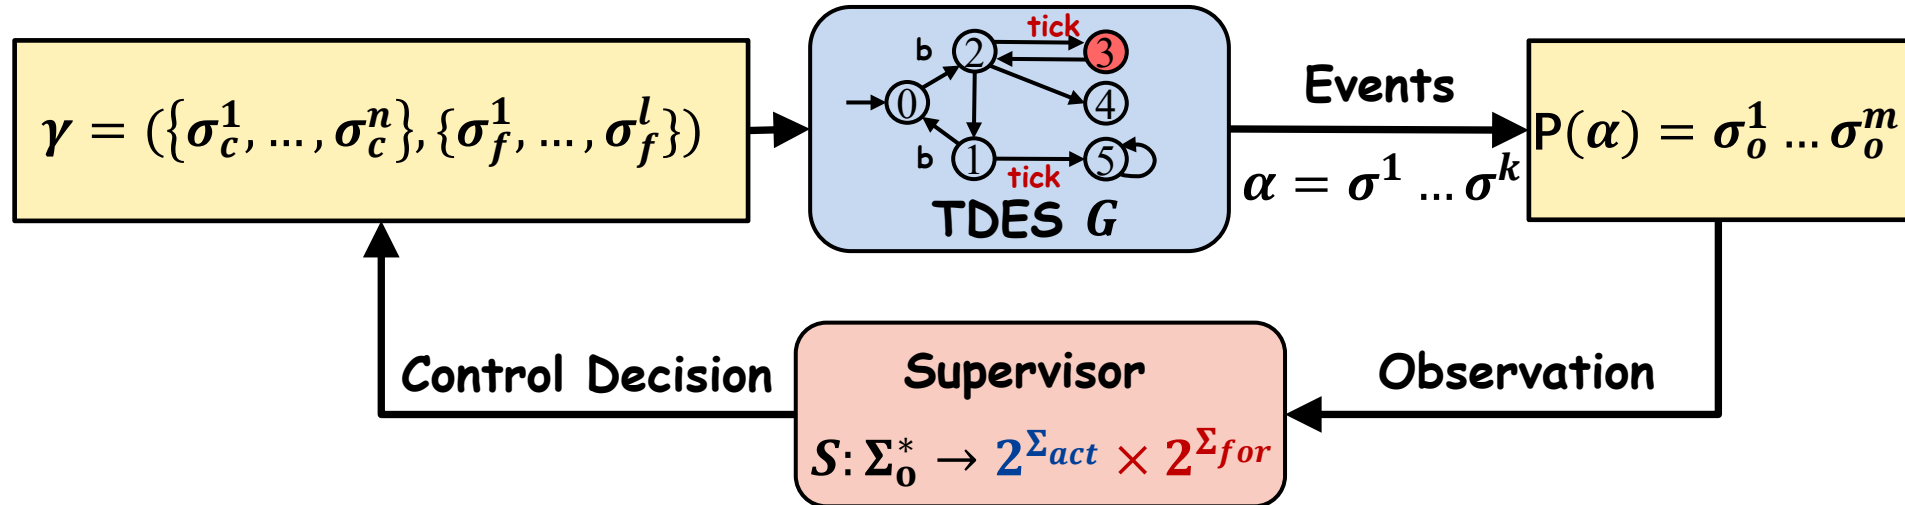 γ = ({σ_c^1, …, σ_c^n}, {σ_f^1, …, σ_f^l})
tick
b
2
3
0
4
b
1
5
tick
TDES G
Events
α = σ^1 … σ^k
P(α) = σ_o^1 … σ_o^m
Control Decision
Supervisor
S: Σ_o^* → 2^{Σ_act} × 2^{Σ_for}
Observation